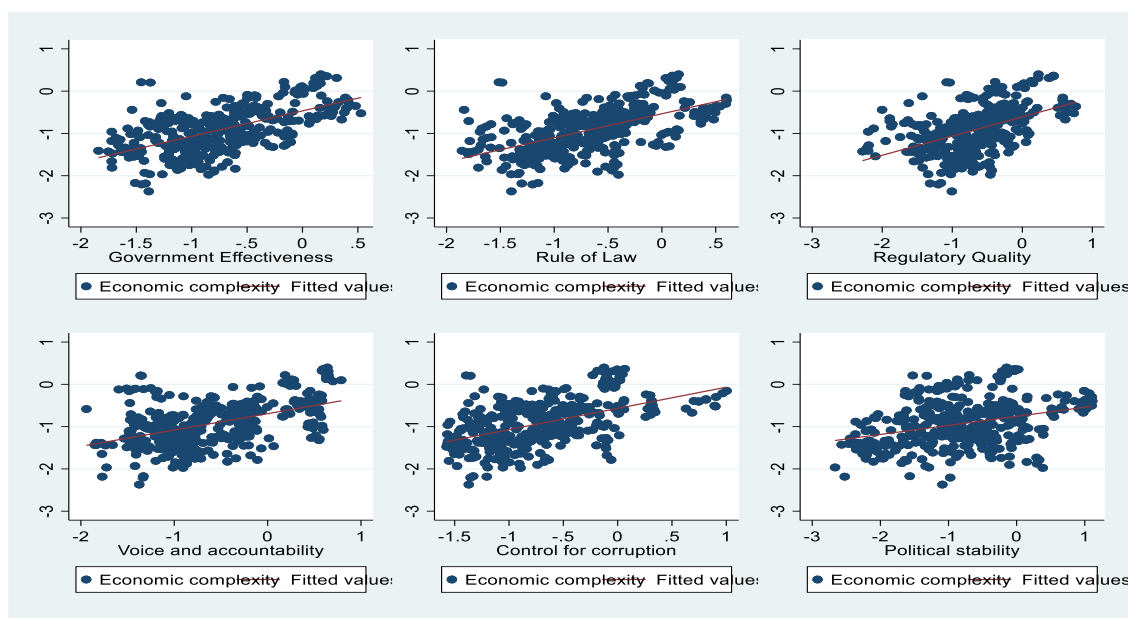 1 0 -1 -2 -3
-2 -1.5 -1 -.5 0 .5
Government Effectiveness
Economic complexity Fitted values
1 0 -1 -2 -3
-2 -1.5 -1 -.5 0 .5
Rule of Law
Economic complexity Fitted values
1 0 -1 -2 -3
-3 -2 -1 0 1
Regulatory Quality
Economic complexity Fitted values
1 0 -1 -2 -3
-2 -1 0 1
Voice and accountability
Economic complexity Fitted values
1 0 -1 -2 -3
-1.5 -1 -.5 0 .5 1
Control for corruption
Economic complexity Fitted values
1 0 -1 -2 -3
-3 -2 -1 0 1
Political stability
Economic complexity Fitted values